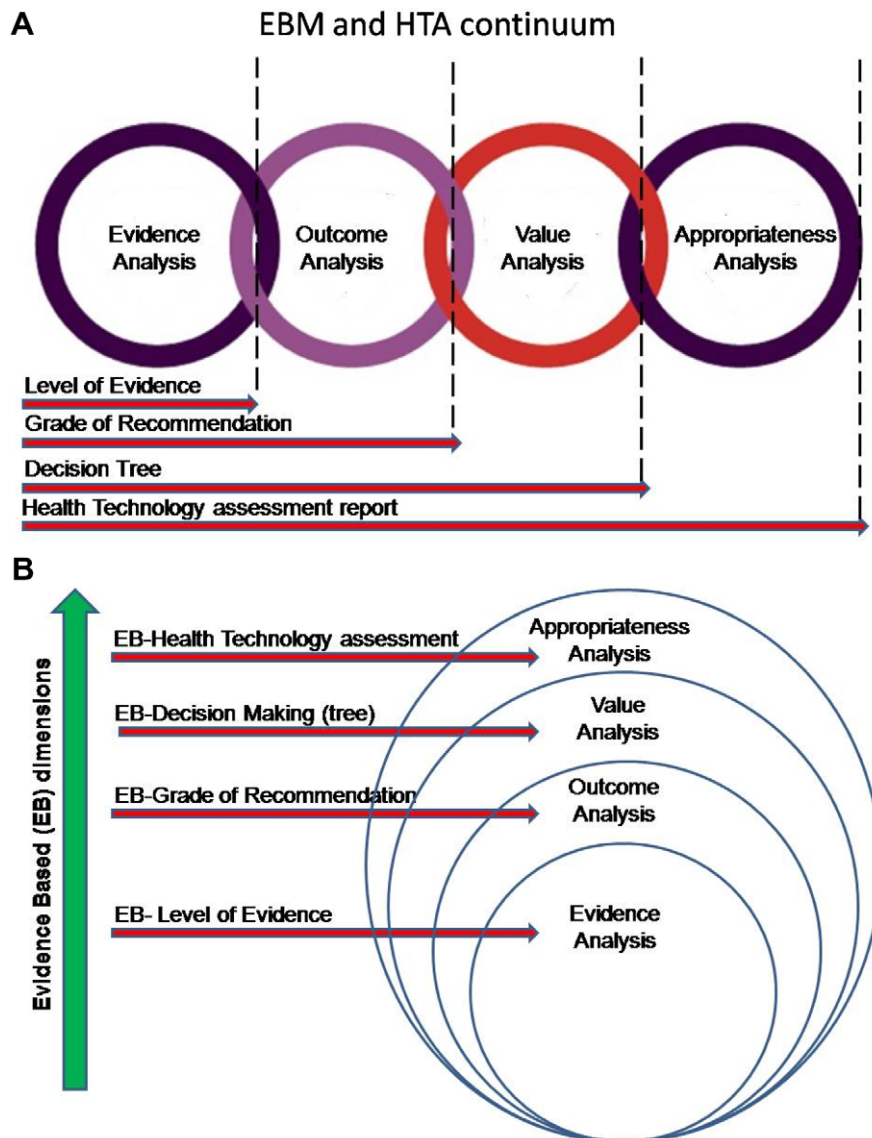 A
EBM and HTA continuum
Evidence
Analysis
Outcome
Analysis
Value
Analysis
Appropriateness
Analysis
Level of Evidence
Grade of Recommendation
Decision Tree
Health Technology assessment report
B
Evidence Based (EB) dimensions
EB-Health Technology assessment
Appropriateness
Analysis
EB-Decision Making (tree)
Value
Analysis
EB-Grade of Recommendation
Outcome
Analysis
EB- Level of Evidence
Evidence
Analysis